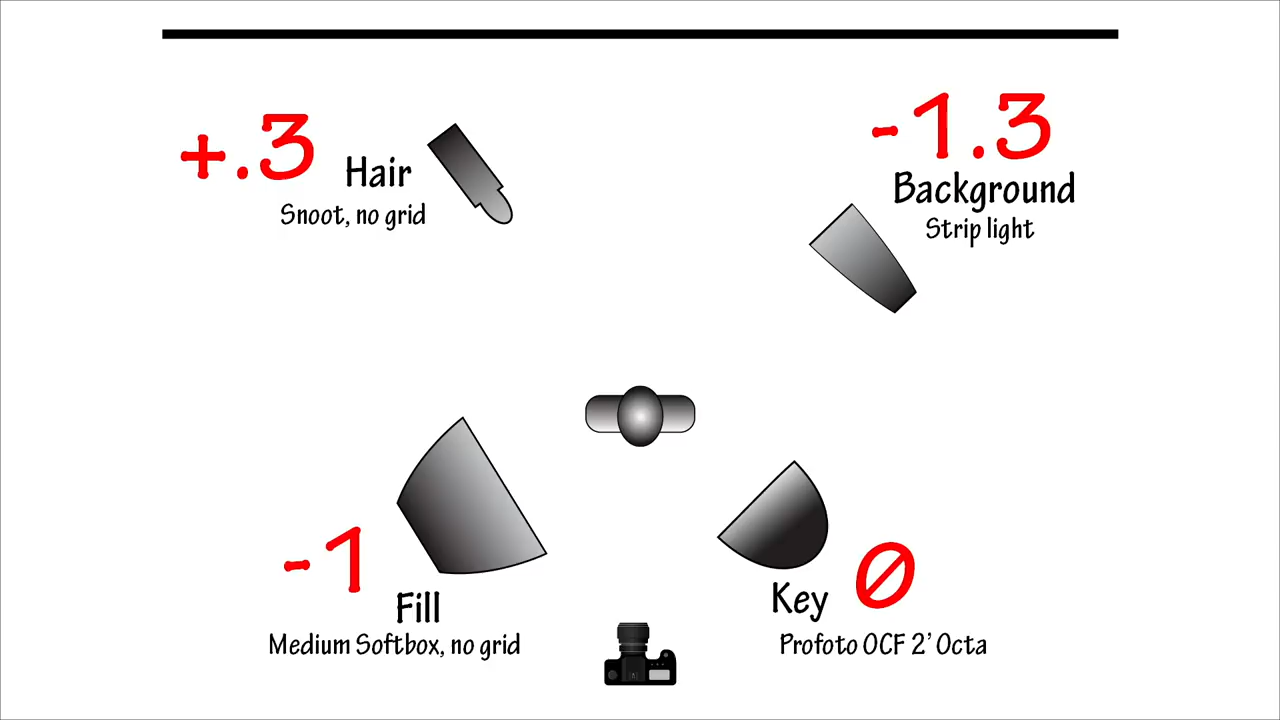 +.3
Hair
Snoot, no grid
-1.3
Background
Strip light
-1
Fill
Medium Softbox, no grid
Key
0
Profoto OCF 2' Octa